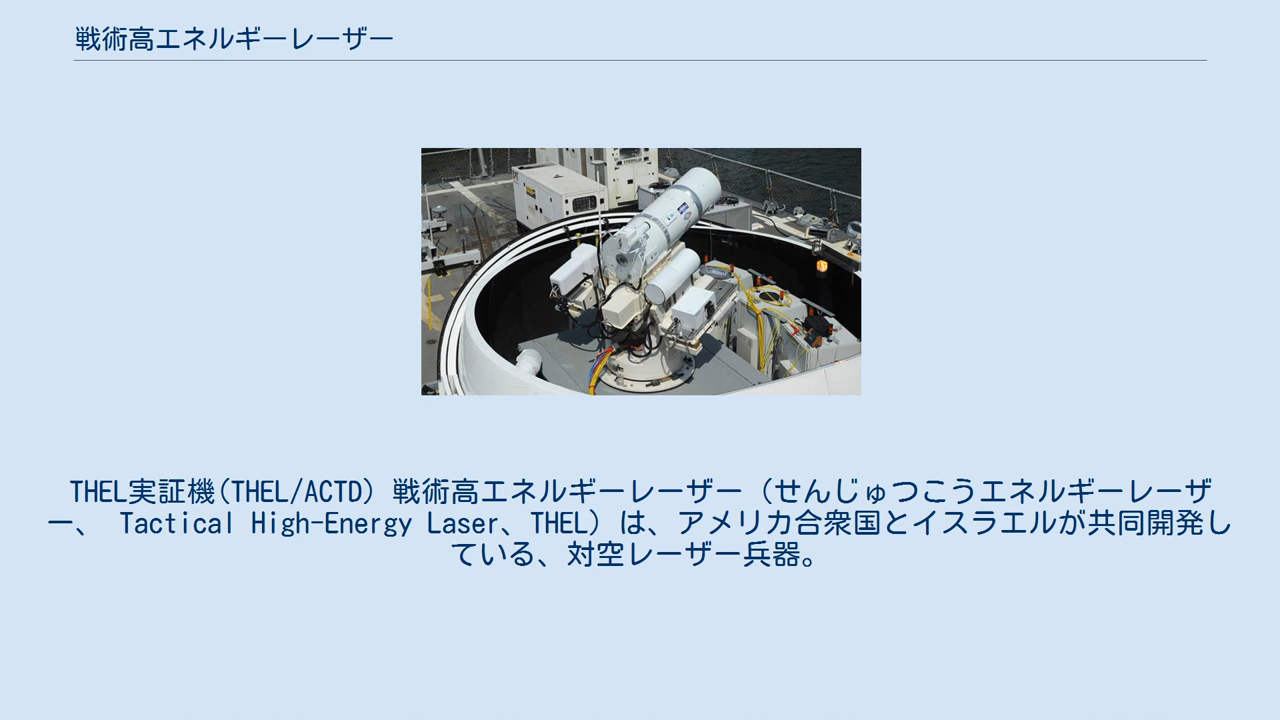 戦術高エネルギーレーザー
THEL実証機(THEL/ACTD) 戦術高エネルギーレーザー（せんじゅつこうエネルギーレーザ
ー、 Tactical High-Energy Laser、THEL）は、アメリカ合衆国とイスラエルが共同開発し
ている、対空レーザー兵器。